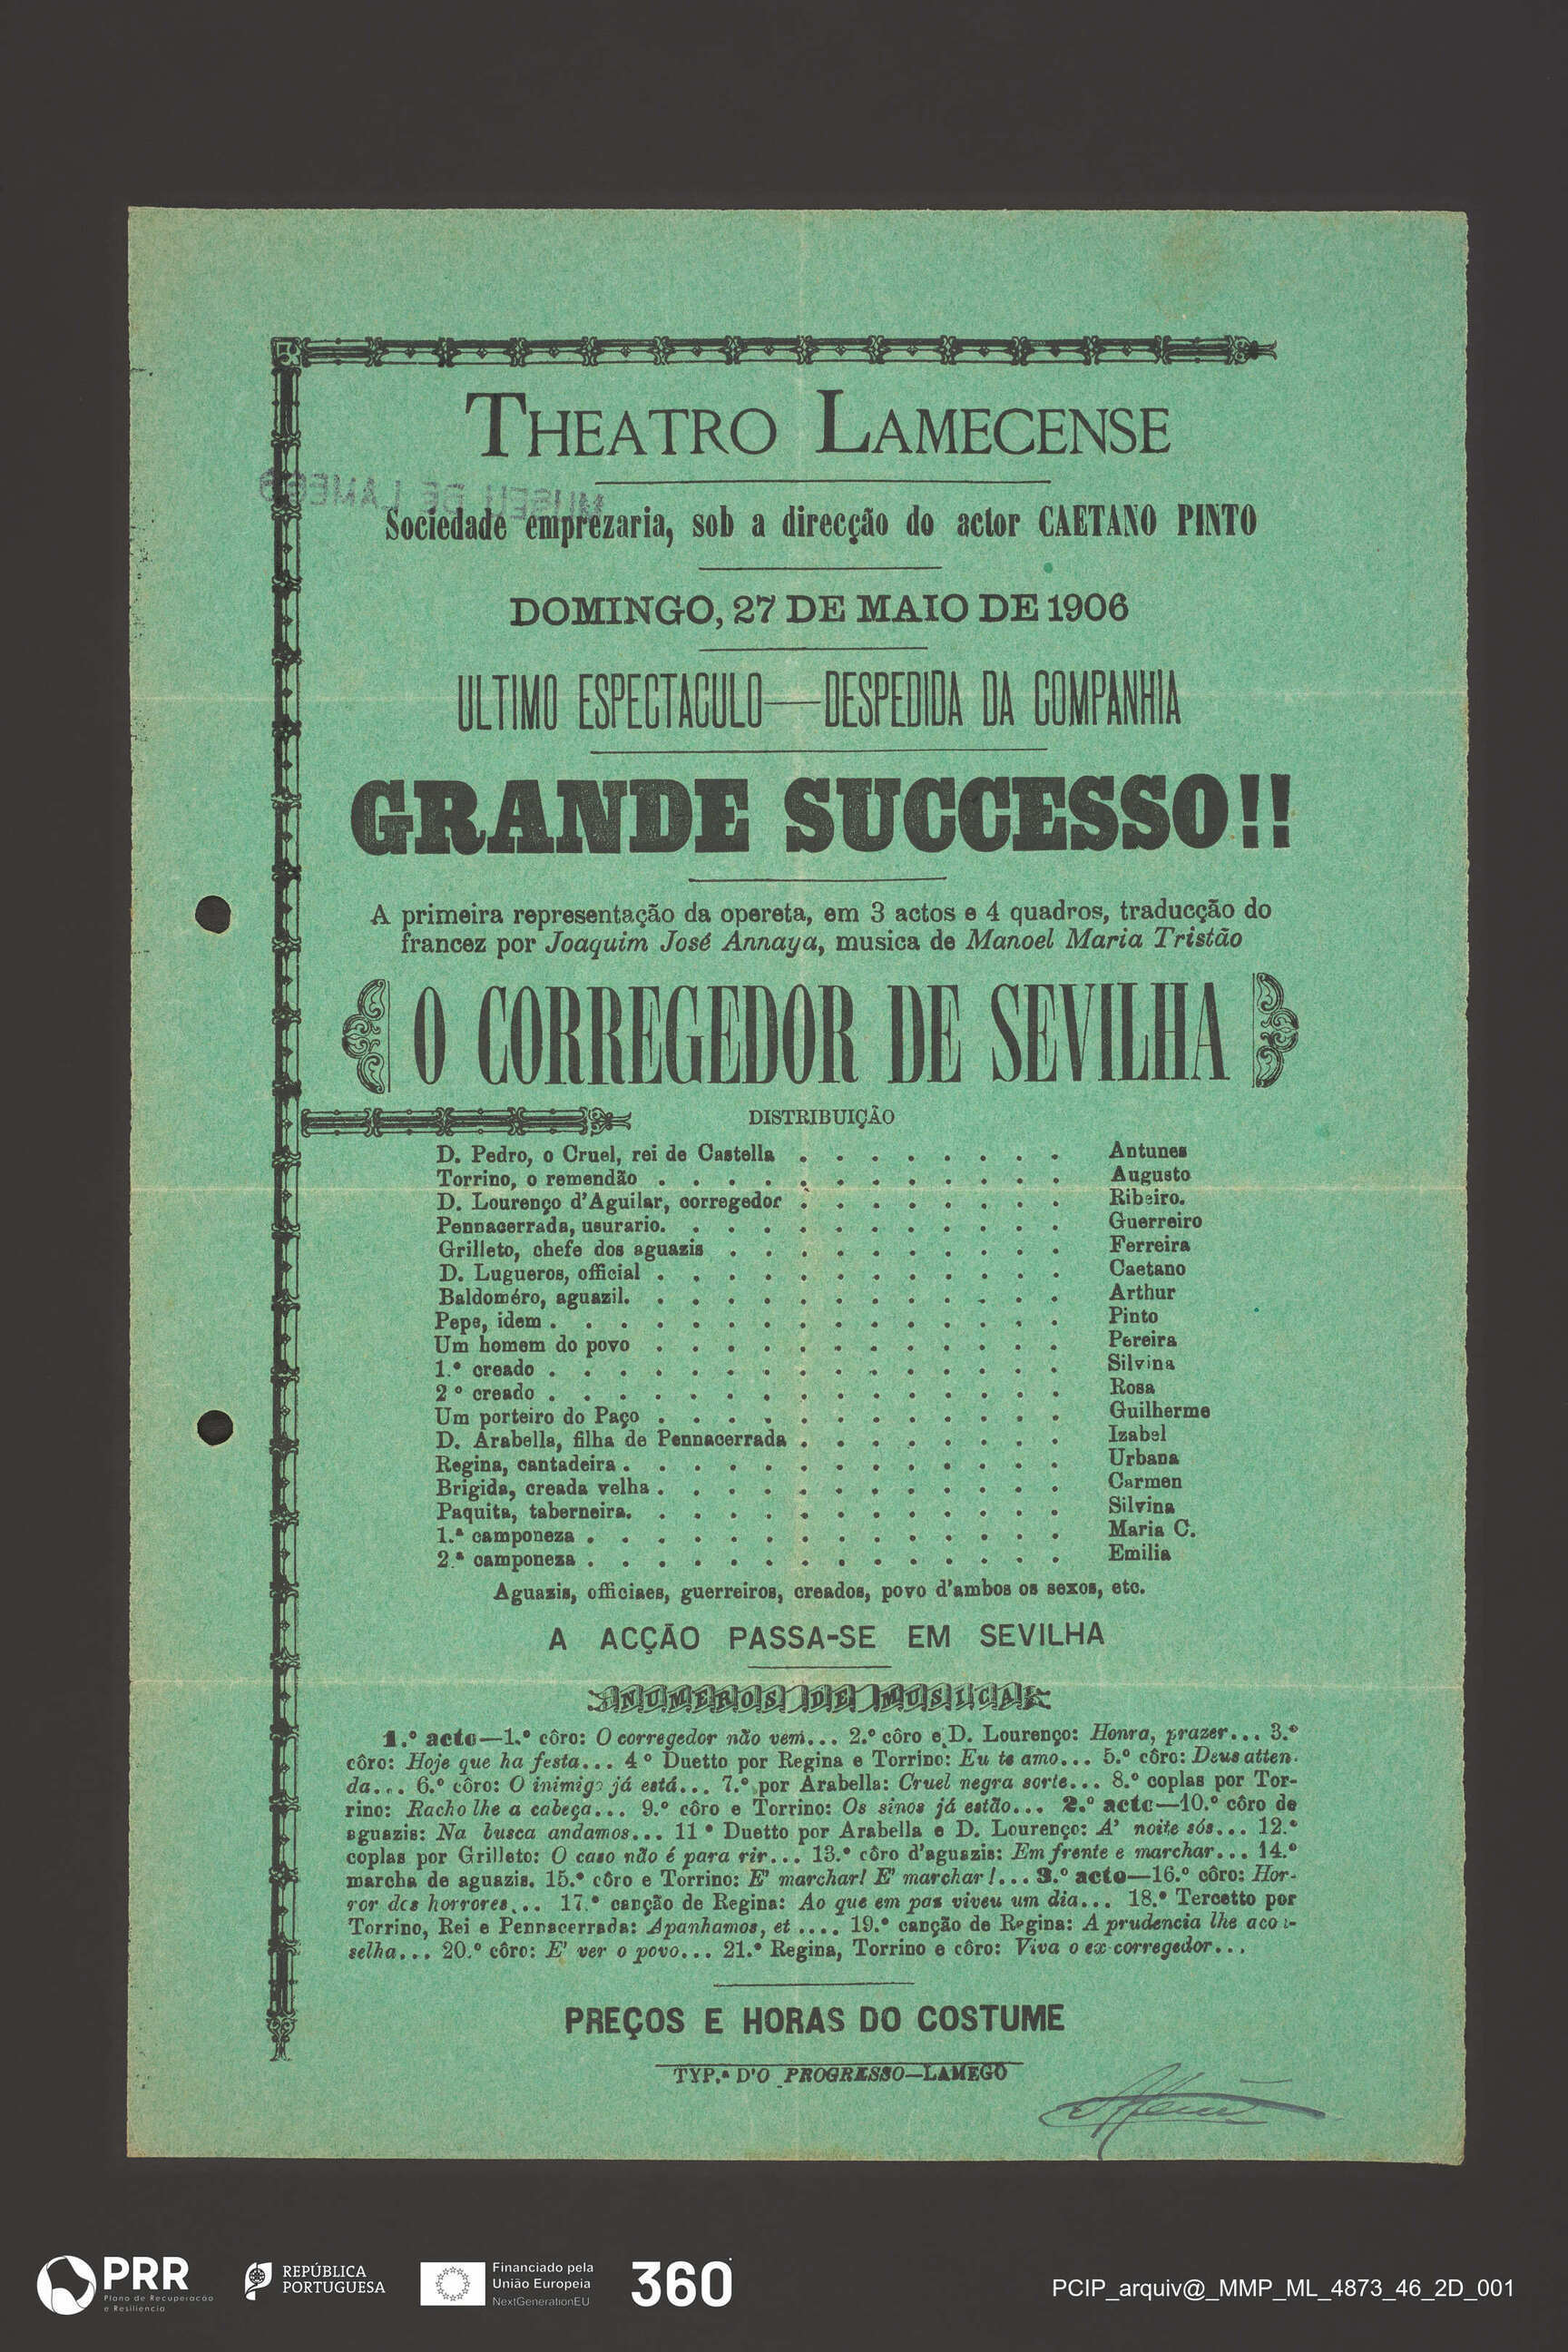 THEATRO LAMECENSE
MUSEU DE LAMEGO
Sociedade emprezaria, sob a direcção do actor CAETANO PINTO
DOMINGO, 27 DE MAIO DE 1906
ULTIMO ESPECTACULO—DESPEDIDA DA COMPANHIA
GRANDE SUCCESSO!!
A primeira representação da opereta, em 3 actos e 4 quadros, traducção do
francez por Joaquim José Annaya, musica de Manoel Maria Tristão
O CORREGEDOR DE SEVILHA
DISTRIBUIÇÃO
D. Pedro, o Cruel, rei de Castella . . . . . . . . Antunes
Torrino, o remendão . . . . . . . . . . . . Augusto
D. Lourenço d'Aguilar, corregedor . . . . . . . . Ribeiro.
Pennacerrada, usurario. . . . . . . . . . . . Guerreiro
Grilleto, chefe dos aguazis . . . . . . . . . . Ferreira
D. Lugueros, official . . . . . . . . . . . . Caetano
Baldoméro, aguazil. . . . . . . . . . . . . Arthur
Pepe, idem . . . . . . . . . . . . . . . Pinto
Um homem do povo . . . . . . . . . . . . Pereira
1.º creado . . . . . . . . . . . . . . . Silvina
2º creado . . . . . . . . . . . . . . . Rosa
Um porteiro do Paço . . . . . . . . . . . . Guilherme
D. Arabella, filha de Pennacerrada . . . . . . . . Izabel
Regina, cantadeira . . . . . . . . . . . . . Urbana
Brigida, creada velha . . . . . . . . . . . . Carmen
Paquita, taberneira. . . . . . . . . . . . . Silvina
1.ª camponeza . . . . . . . . . . . . . . Maria C.
2ª camponeza . . . . . . . . . . . . . . Emilia
Aguazis, officiaes, guerreiros, creados, povo d'ambos os sexos, etc.
A ACÇÃO PASSA-SE EM SEVILHA
NUMEROS DE MUSICA
1.º acto—1.º côro: O corregedor não vem... 2.º côro e D. Lourenço: Honra, prazer... 3.º
côro: Hoje que ha festa... 4º Duetto por Regina e Torrino: Eu te amo... 5.º côro: Deus atten-
da... 6.º côro: O inimigo já está... 7.º por Arabella: Cruel negra sorte... 8.º coplas por Tor-
rino: Racho lhe a cabeça... 9.º côro e Torrino: Os sinos já estão... 2.º acto—10.º côro de
aguazis: Na busca andamos... 11º Duetto por Arabella e D. Lourenço: A' noite sós... 12.º
coplas por Grilleto: O caso não é para rir... 13.º côro d'aguazis: Em frente e marchar... 14.º
marcha de aguazis. 15.º côro e Torrino: E' marchar! E' marchar!... 3.º acto—16.º côro: Hor-
ror dos horrores... 17.º canção de Regina: Ao que em paz viveu um dia... 18.º Tercetto por
Torrino, Rei e Pennacerrada: Apanhamos, et .... 19.º canção de Regina: A prudencia lhe acon-
selha... 20.º côro: E' ver o povo... 21.º Regina, Torrino e côro: Viva o ex-corregedor...
PREÇOS E HORAS DO COSTUME
TYP.ª D'O PROGRESSO—LAMEGO
PRR
Plano de Recuperação
e Resiliência
REPÚBLICA
PORTUGUESA
Financiado pela
União Europeia
NextGenerationEU
360
PCIP_arquiv@_MMP_ML_4873_46_2D_001